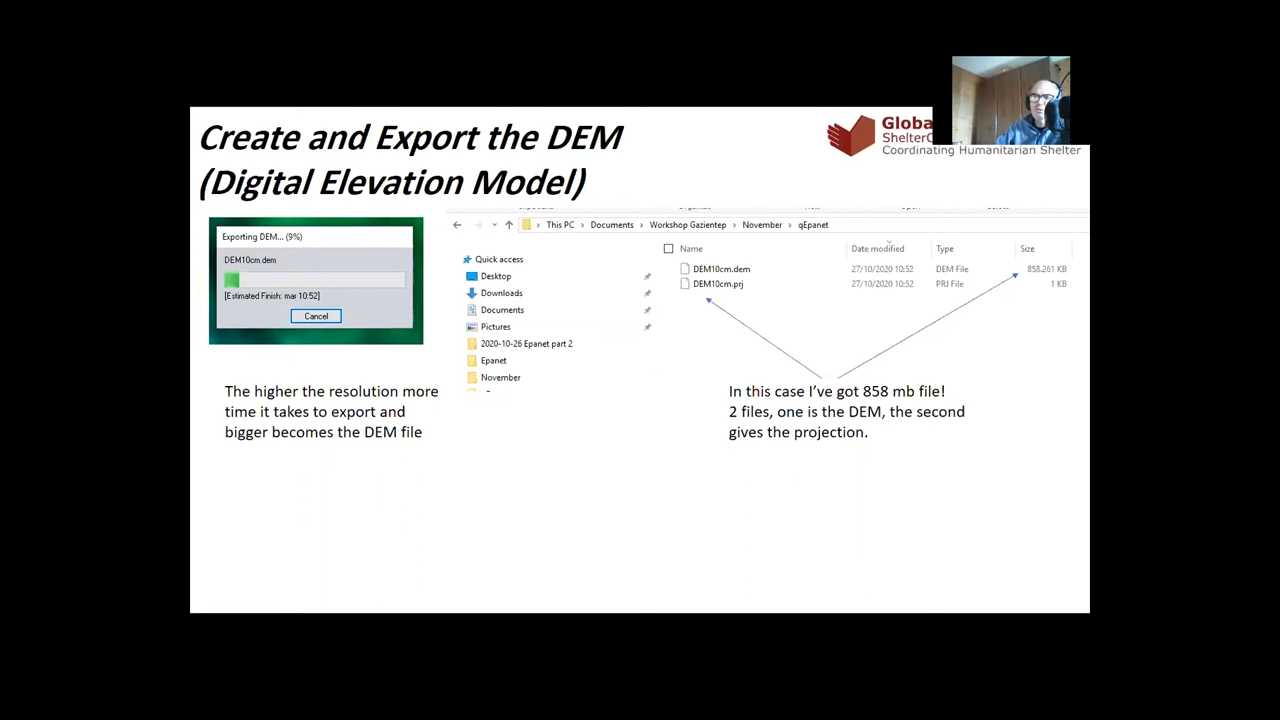 Create and Export the DEM
(Digital Elevation Model)
Globa
Shelter
Coordinating Humanitarian Shelter
Exporting DEM... (9%)
DEM10cm.dem
[Estimated Finish: mar 10:52]
Cancel
This PC > Documents > Workshop Gazientep > November > qEpanet
Name Date modified Type Size
DEM10cm.dem 27/10/2020 10:52 DEM File 858.261 KB
DEM10cm.prj 27/10/2020 10:52 PRJ File 1 KB
Quick access
Desktop
Downloads
Documents
Pictures
2020-10-26 Epanet part 2
Epanet
November
The higher the resolution more
time it takes to export and
bigger becomes the DEM file
In this case I've got 858 mb file!
2 files, one is the DEM, the second
gives the projection.